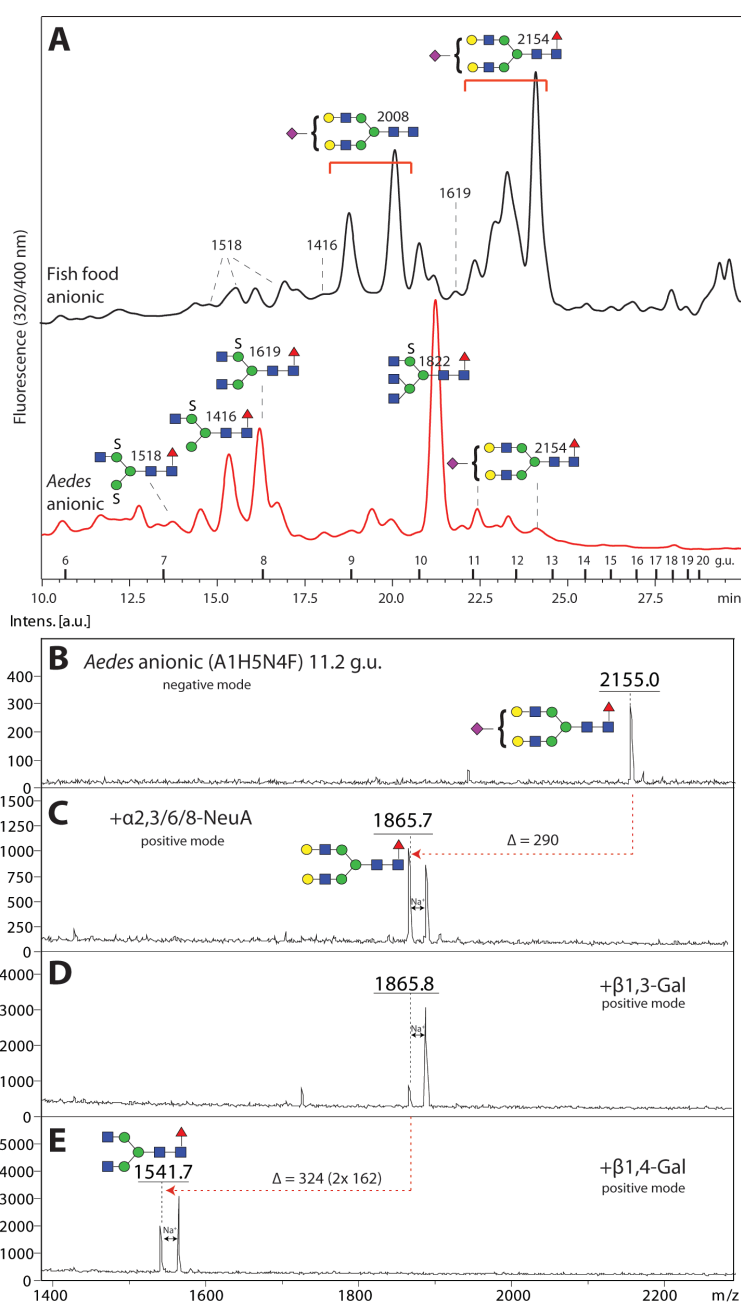 A
2154
2008
1619
1518
1416
Fish food
anionic
Fluorescence (320/400 nm)
S
1619
S
1416
1822
S
S
1518
S
2154
Aedes
anionic
6 7 8 9 10 11 12 13 14 15 16 17 18 19 20 g.u.
10.0 12.5 15.0 17.5 20.0 22.5 25.0 27.5 min
Intens. [a.u.]
B Aedes anionic (A1H5N4F) 11.2 g.u.
negative mode
2155.0
400
300
200
100
0
C +α2,3/6/8-NeuA
positive mode
1865.7
Δ = 290
Na+
1500
1250
1000
750
500
250
0
D
1865.8
+β1,3-Gal
positive mode
Na+
4000
3000
2000
1000
0
E
1541.7
Δ = 324 (2x 162)
+β1,4-Gal
positive mode
Na+
5000
4000
3000
2000
1000
0
1400 1600 1800 2000 2200 m/z